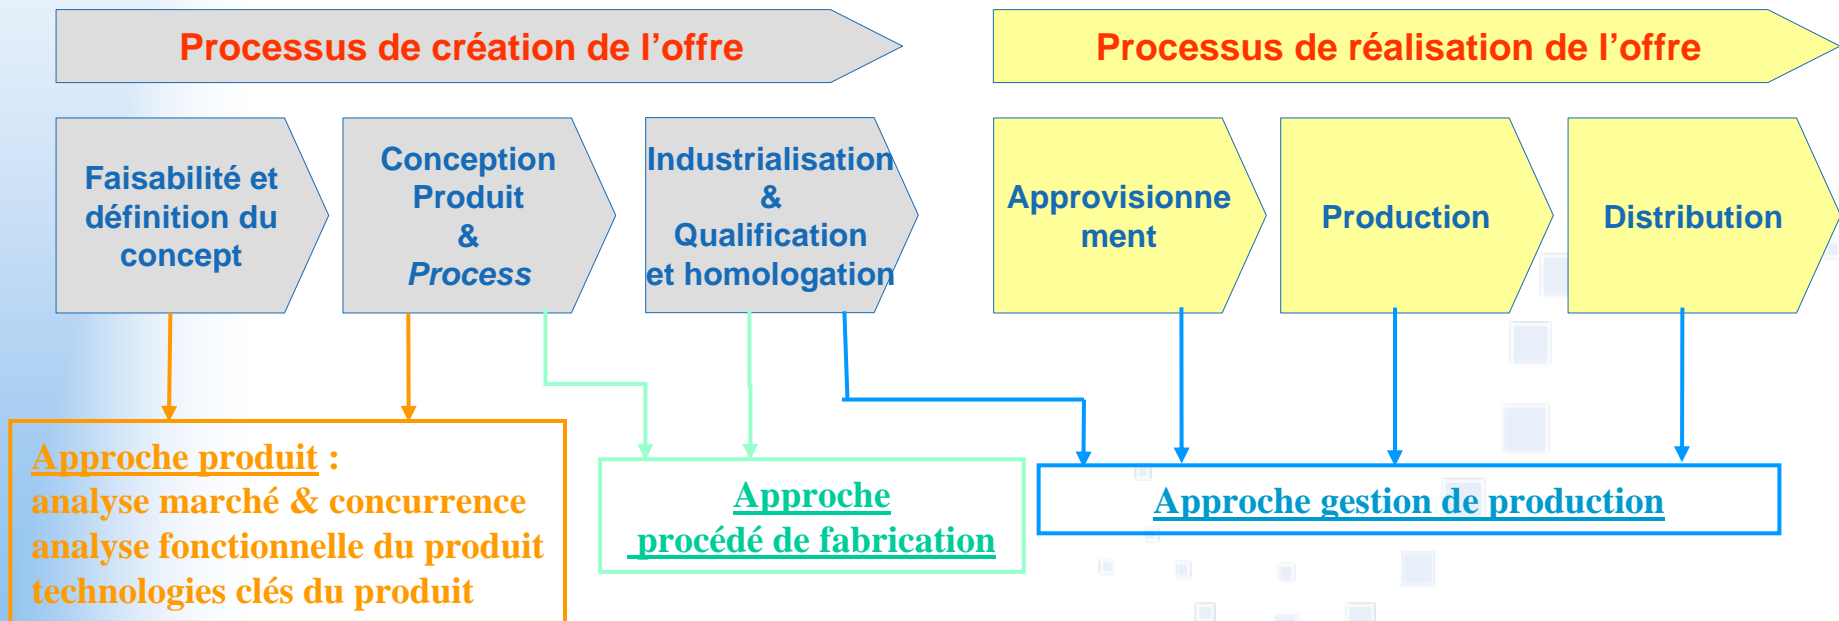 Processus de création de l’offre
Processus de réalisation de l’offre
Faisabilité et
définition du
concept
Conception
Produit
&
Process
Industrialisation
&
Qualification
et homologation
Approvisionne
ment
Production
Distribution
Approche produit :
analyse marché & concurrence
analyse fonctionnelle du produit
technologies clés du produit
Approche
procédé de fabrication
Approche gestion de production